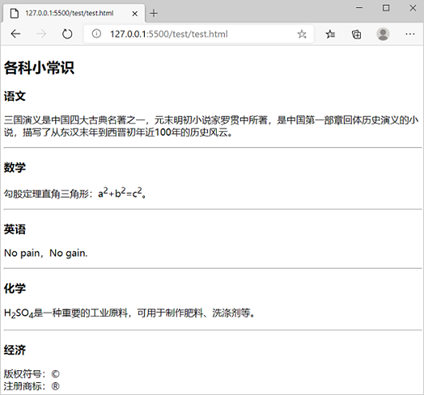 127.0.0.1:5500/test/test.html
127.0.0.1:5500/test/test.html
各科小常识
语文
三国演义是中国四大古典名著之一，元末明初小说家罗贯中所著，是中国第一部章回体历史演义的小
说，描写了从东汉末年到西晋初年近100年的历史风云。
数学
勾股定理直角三角形：a²+b²=c²。
英语
No pain，No gain.
化学
H₂SO₄是一种重要的工业原料，可用于制作肥料、洗涤剂等。
经济
版权符号：©
注册商标：®